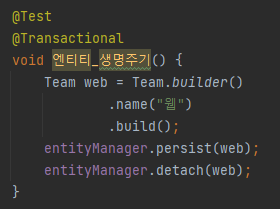 @Test
@Transactional
void 엔티티_생명주기() {
    Team web = Team.builder()
            .name("웰")
            .build();
    entityManager.persist(web);
    entityManager.detach(web);
}